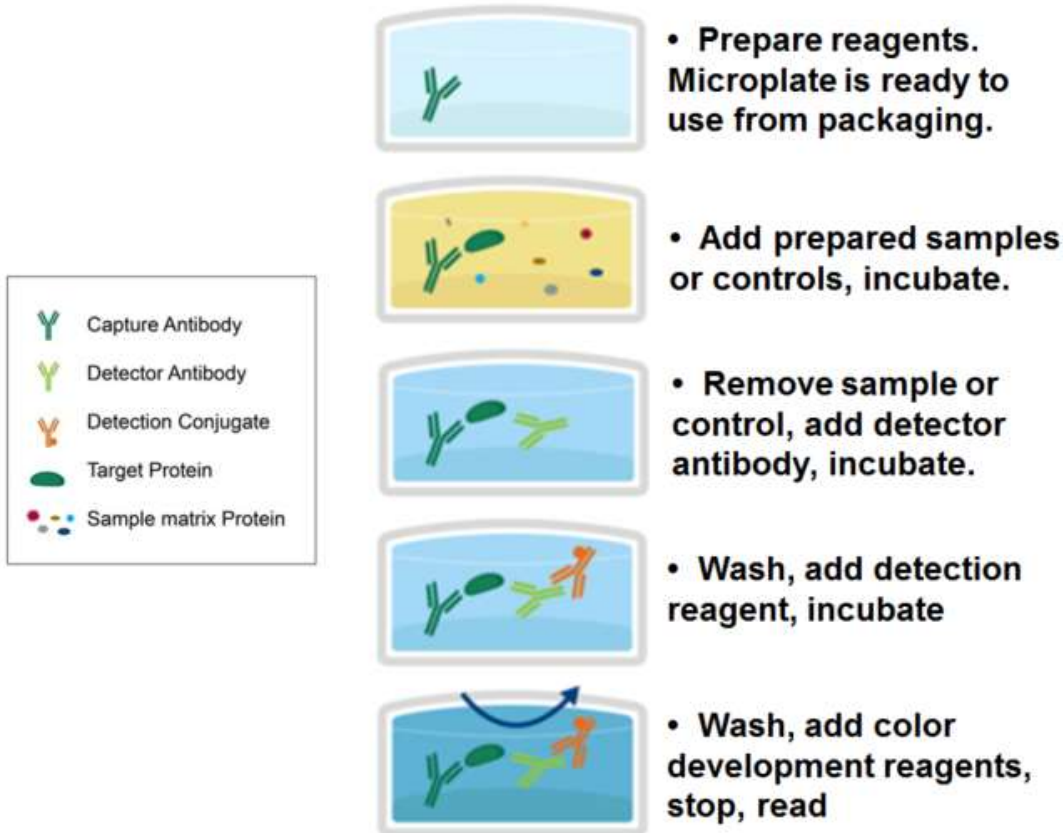 • Prepare reagents.
Microplate is ready to
use from packaging.
• Add prepared samples
or controls, incubate.
Capture Antibody
Detector Antibody
Detection Conjugate
Target Protein
Sample matrix Protein
• Remove sample or
control, add detector
antibody, incubate.
• Wash, add detection
reagent, incubate
• Wash, add color
development reagents,
stop, read